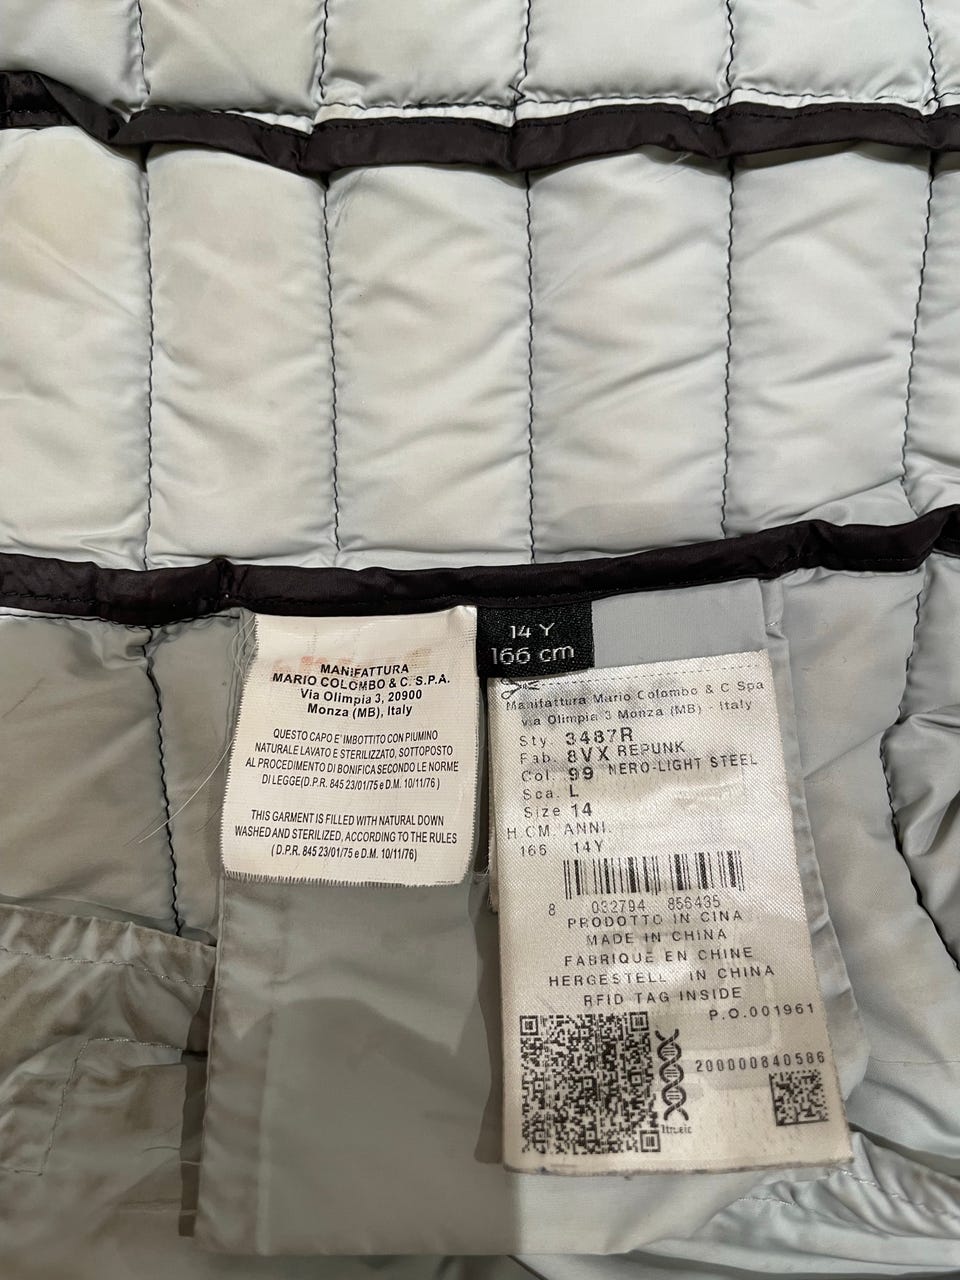 MANIFATTURA
MARIO COLOMBO & C. S.P.A.
Via Olimpia 3, 20900
Monza (MB), Italy
QUESTO CAPO E' IMBOTTITO CON PIUMINO
NATURALE LAVATO E STERILIZZATO, SOTTOPOSTO
AL PROCEDIMENTO DI BONIFICA SECONDO LE NORME
DI LEGGE(D.P.R. 845 23/01/75 e D.M. 10/11/76 )
THIS GARMENT IS FILLED WITH NATURAL DOWN
WASHED AND STERILIZED, ACCORDING TO THE RULES
( D.P.R. 845 23/01/75 e D.M. 10/11/76)
14 Y
166 cm
Manifattura Mario Colombo & C Spa
via Olimpia 3 Monza (MB) - Italy
Sty. 3487R
Fab. 8VX REPUNK
Col. 99 NERO-LIGHT STEEL
Sca. L
Size 14
H.CM. ANNI.
166 14Y
8 032794 856435
PRODOTTO IN CINA
MADE IN CHINA
FABRIQUE EN CHINE
HERGESTELLT IN CHINA
RFID TAG INSIDE
P.O.001961
200000840586